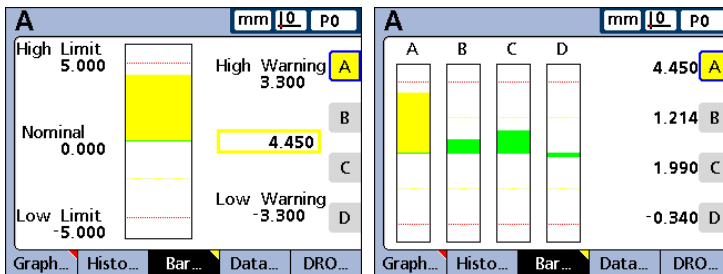 A mm 0 P0
High Limit
5.000
High Warning A
3.300
B
Nominal
0.000
4.450
C
Low Warning
-3.300
Low Limit
-5.000
D
Graph... Histo... Bar... Data... DRO...
A mm 0 P0
A B C D
4.450 A
1.214 B
1.990 C
-0.340 D
Graph... Histo... Bar... Data... DRO...